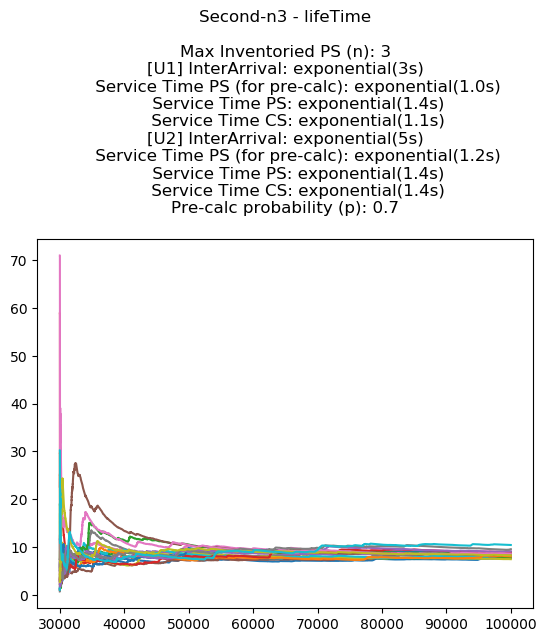 Second-n3 - lifeTime
Max Inventoried PS (n): 3
[U1] InterArrival: exponential(3s)
Service Time PS (for pre-calc): exponential(1.0s)
Service Time PS: exponential(1.4s)
Service Time CS: exponential(1.1s)
[U2] InterArrival: exponential(5s)
Service Time PS (for pre-calc): exponential(1.2s)
Service Time PS: exponential(1.4s)
Service Time CS: exponential(1.4s)
Pre-calc probability (p): 0.7
70
60
50
40
30
20
10
0
30000 40000 50000 60000 70000 80000 90000 100000